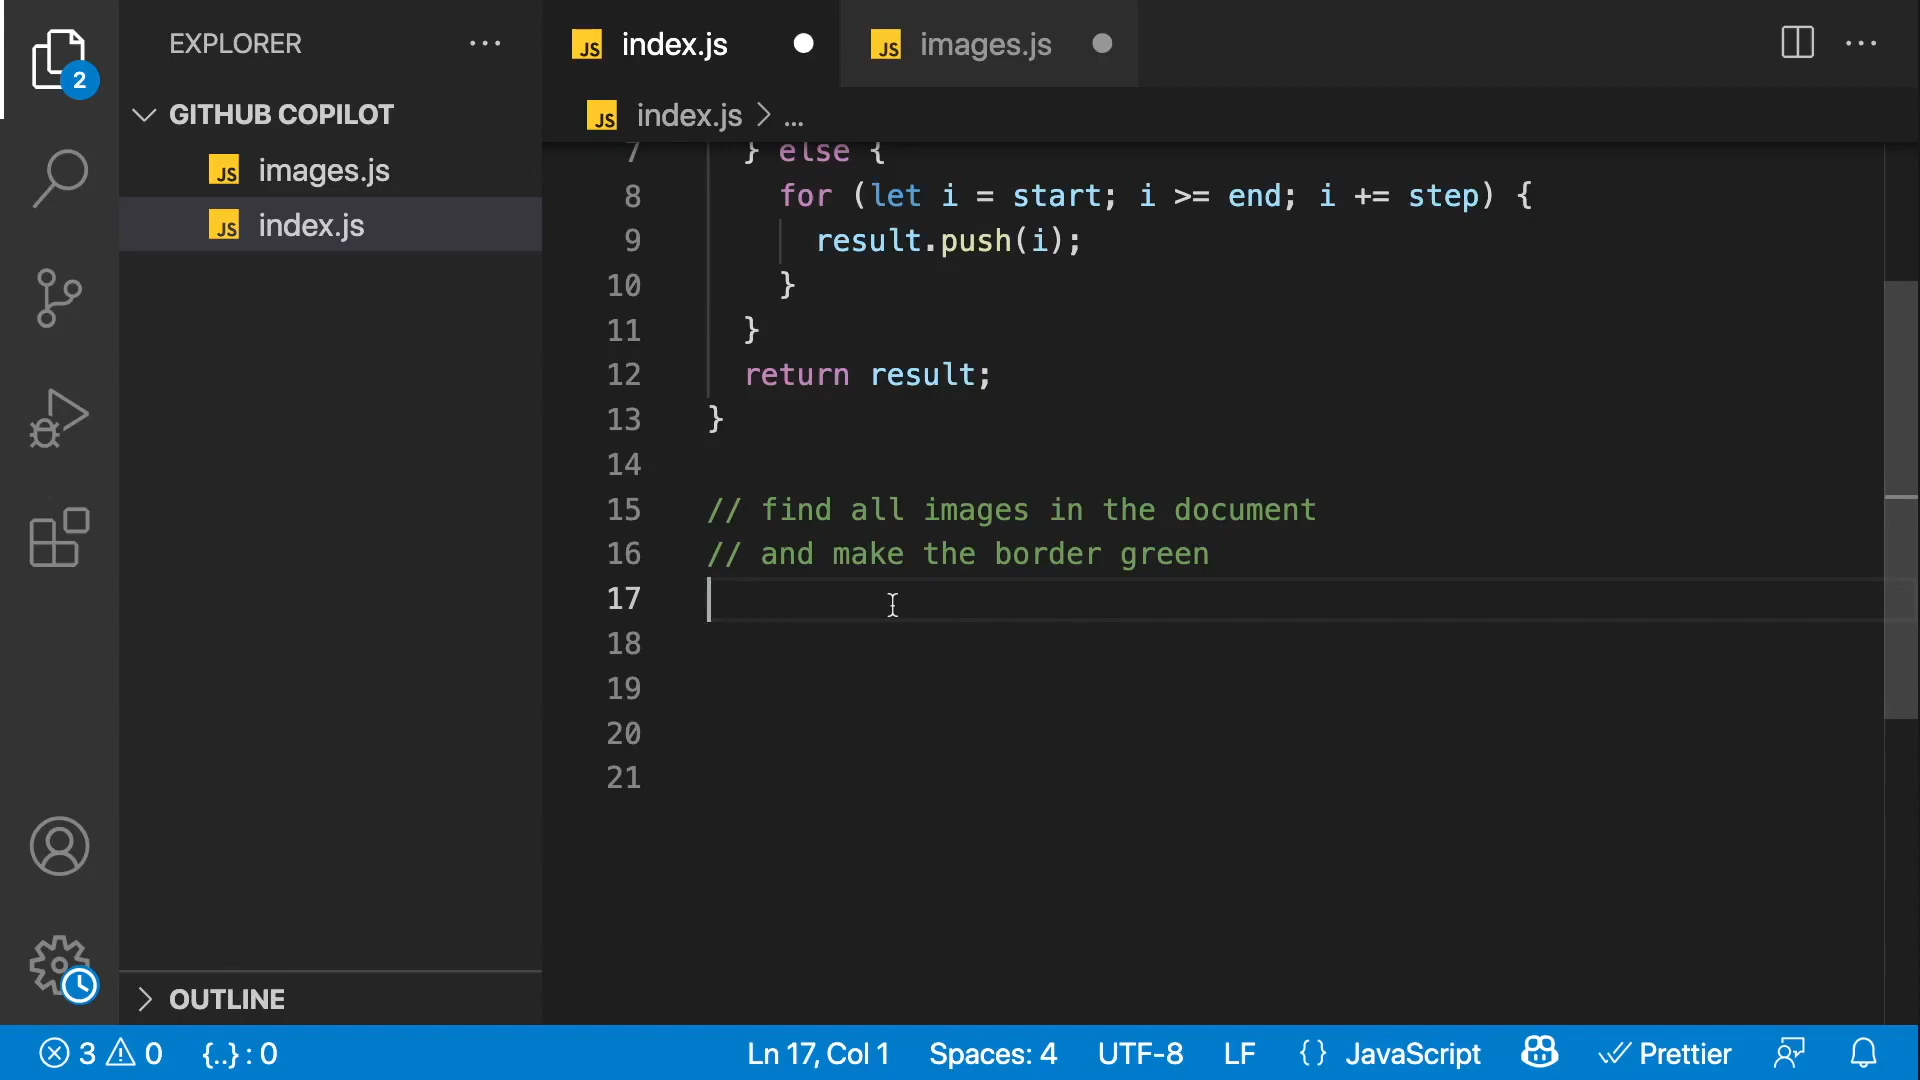 EXPLORER
GITHUB COPILOT
JS images.js
JS index.js
2
OUTLINE
JS index.js
JS images.js
JS index.js > ...
7 } else {
8 for (let i = start; i >= end; i += step) {
9 result.push(i);
10 }
11 }
12 return result;
13 }
14
15 // find all images in the document
16 // and make the border green
17
18
19
20
21
3 0 {..} : 0 Ln 17, Col 1 Spaces: 4 UTF-8 LF {} JavaScript Prettier